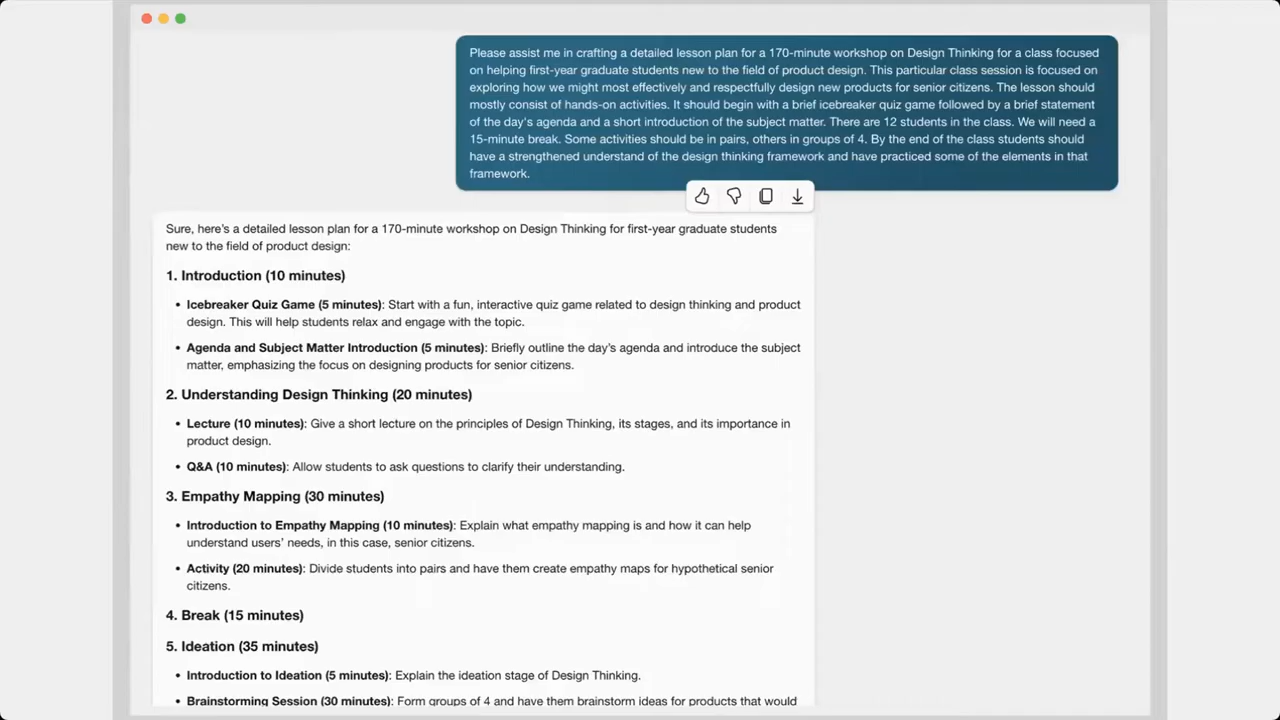 Please assist me in crafting a detailed lesson plan for a 170-minute workshop on Design Thinking for a class focused
on helping first-year graduate students new to the field of product design. This particular class session is focused on
exploring how we might most effectively and respectfully design new products for senior citizens. The lesson should
mostly consist of hands-on activities. It should begin with a brief icebreaker quiz game followed by a brief statement
of the day's agenda and a short introduction of the subject matter. There are 12 students in the class. We will need a
15-minute break. Some activities should be in pairs, others in groups of 4. By the end of the class students should
have a strengthened understand of the design thinking framework and have practiced some of the elements in that
framework.
Sure, here's a detailed lesson plan for a 170-minute workshop on Design Thinking for first-year graduate students
new to the field of product design:
1. Introduction (10 minutes)
• Icebreaker Quiz Game (5 minutes): Start with a fun, interactive quiz game related to design thinking and product
design. This will help students relax and engage with the topic.
• Agenda and Subject Matter Introduction (5 minutes): Briefly outline the day's agenda and introduce the subject
matter, emphasizing the focus on designing products for senior citizens.
2. Understanding Design Thinking (20 minutes)
• Lecture (10 minutes): Give a short lecture on the principles of Design Thinking, its stages, and its importance in
product design.
• Q&A (10 minutes): Allow students to ask questions to clarify their understanding.
3. Empathy Mapping (30 minutes)
• Introduction to Empathy Mapping (10 minutes): Explain what empathy mapping is and how it can help
understand users' needs, in this case, senior citizens.
• Activity (20 minutes): Divide students into pairs and have them create empathy maps for hypothetical senior
citizens.
4. Break (15 minutes)
5. Ideation (35 minutes)
• Introduction to Ideation (5 minutes): Explain the ideation stage of Design Thinking.
• Brainstorming Session (30 minutes): Form groups of 4 and have them brainstorm ideas for products that would